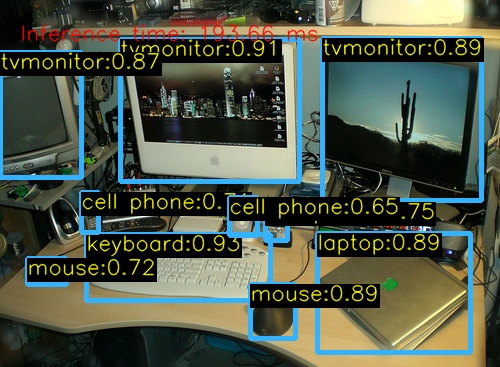 Inference time: 193.66 ms
tvmonitor:0.91
tvmonitor:0.89
tvmonitor:0.87
cell phone:0.7
cell phone:0.65
.75
keyboard:0.93
laptop:0.89
mouse:0.72
mouse:0.89